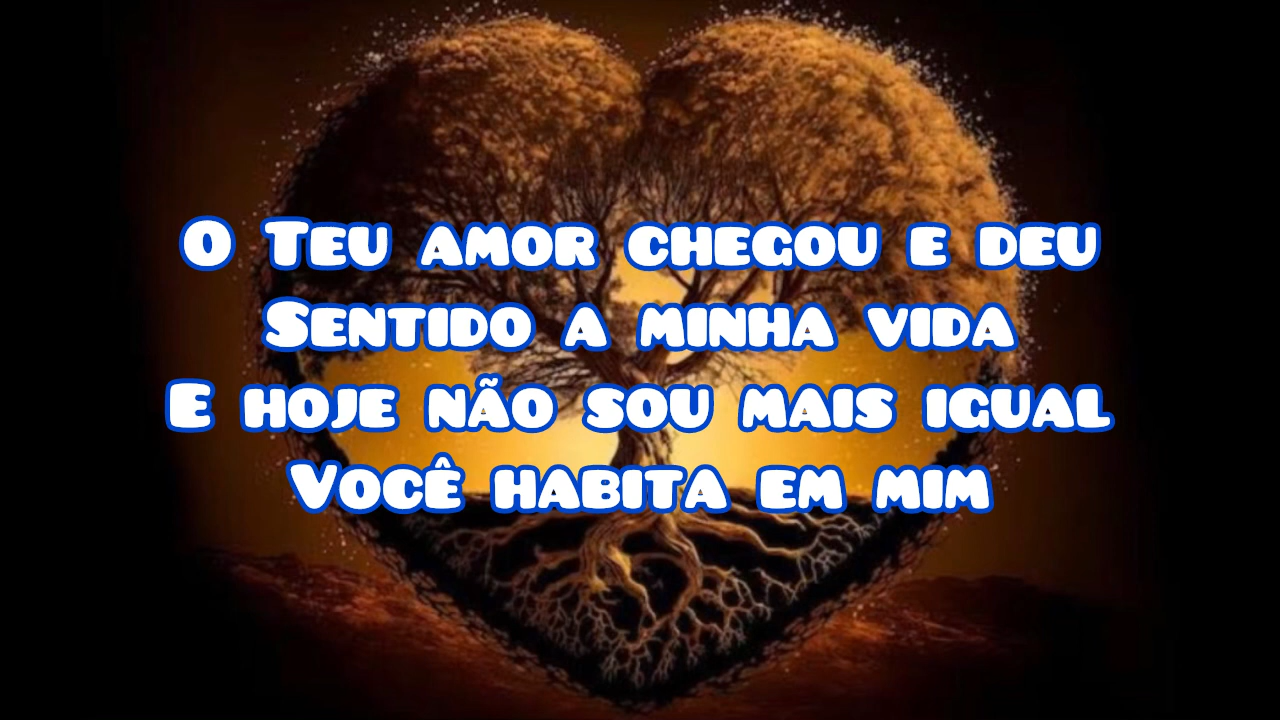 O Teu amor chegou e deu
Sentido a minha vida
E hoje não sou mais igual
Você habita em mim